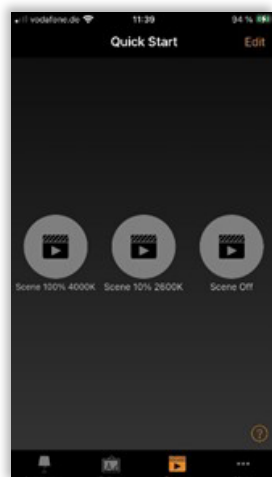 vodafone.de 11:39 94 %
Quick Start Edit
Scene 100% 4000K Scene 10% 2600K Scene Off
?